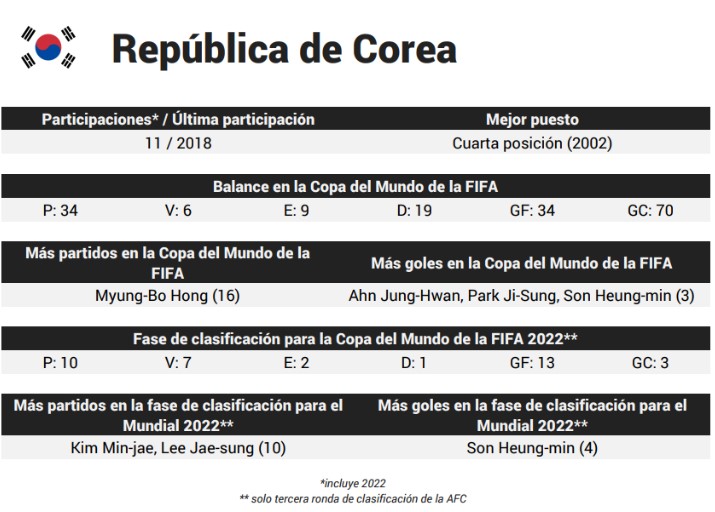 República de Corea
Participaciones* / Última participación
Mejor puesto
11 / 2018
Cuarta posición (2002)
Balance en la Copa del Mundo de la FIFA
P: 34 V: 6 E: 9 D: 19 GF: 34 GC: 70
Más partidos en la Copa del Mundo de la
FIFA
Más goles en la Copa del Mundo de la FIFA
Myung-Bo Hong (16)
Ahn Jung-Hwan, Park Ji-Sung, Son Heung-min (3)
Fase de clasificación para la Copa del Mundo de la FIFA 2022**
P: 10 V: 7 E: 2 D: 1 GF: 13 GC: 3
Más partidos en la fase de clasificación para el
Mundial 2022**
Más goles en la fase de clasificación para el
Mundial 2022**
Kim Min-jae, Lee Jae-sung (10)
Son Heung-min (4)
*incluye 2022
** solo tercera ronda de clasificación de la AFC